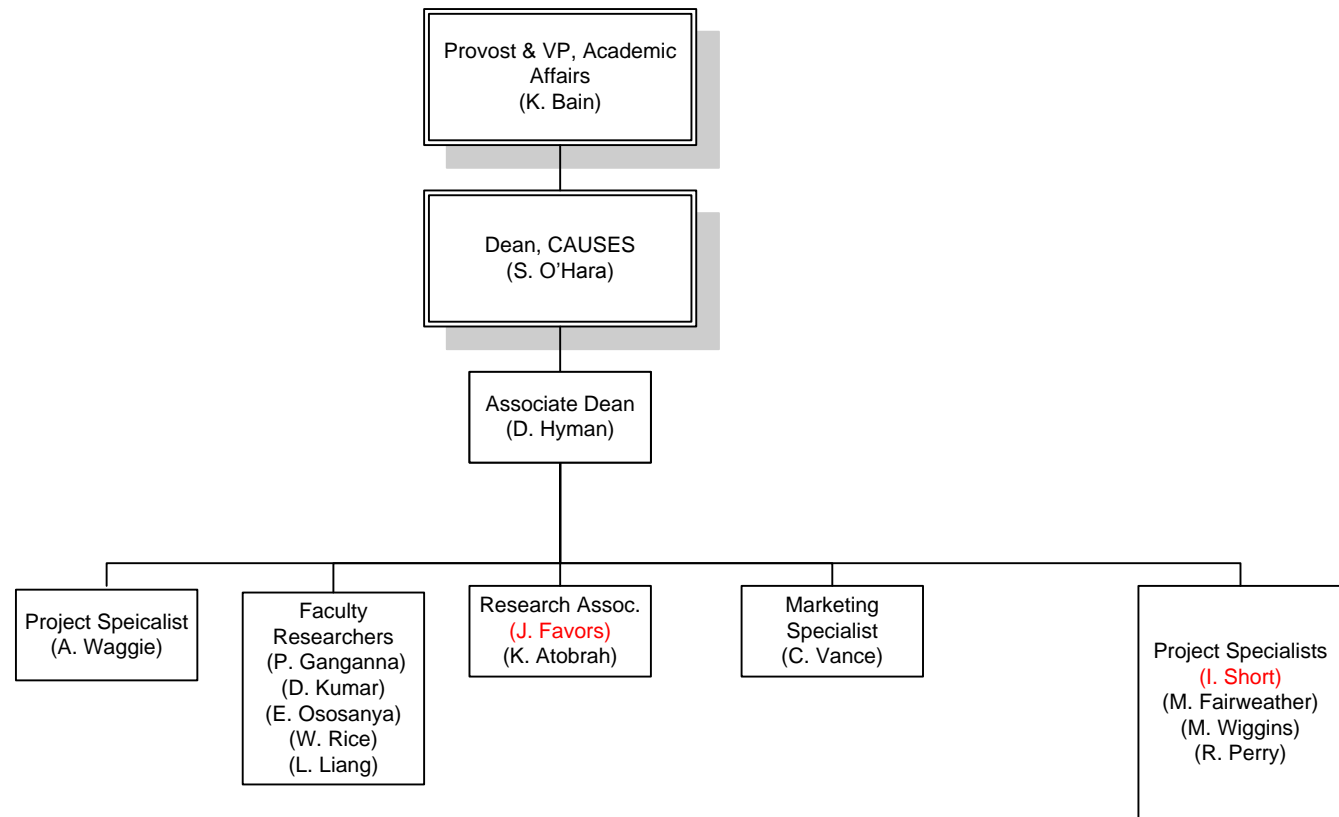 Provost & VP, Academic
Affairs
(K. Bain)
Dean, CAUSES
(S. O’Hara)
Associate Dean
(D. Hyman)
Project Speicalist
(A. Waggie)
Faculty
Researchers
(P. Ganganna)
(D. Kumar)
(E. Ososanya)
(W. Rice)
(L. Liang)
Research Assoc.
(J. Favors)
(K. Atobrah)
Marketing
Specialist
(C. Vance)
Project Specialists
(I. Short)
(M. Fairweather)
(M. Wiggins)
(R. Perry)